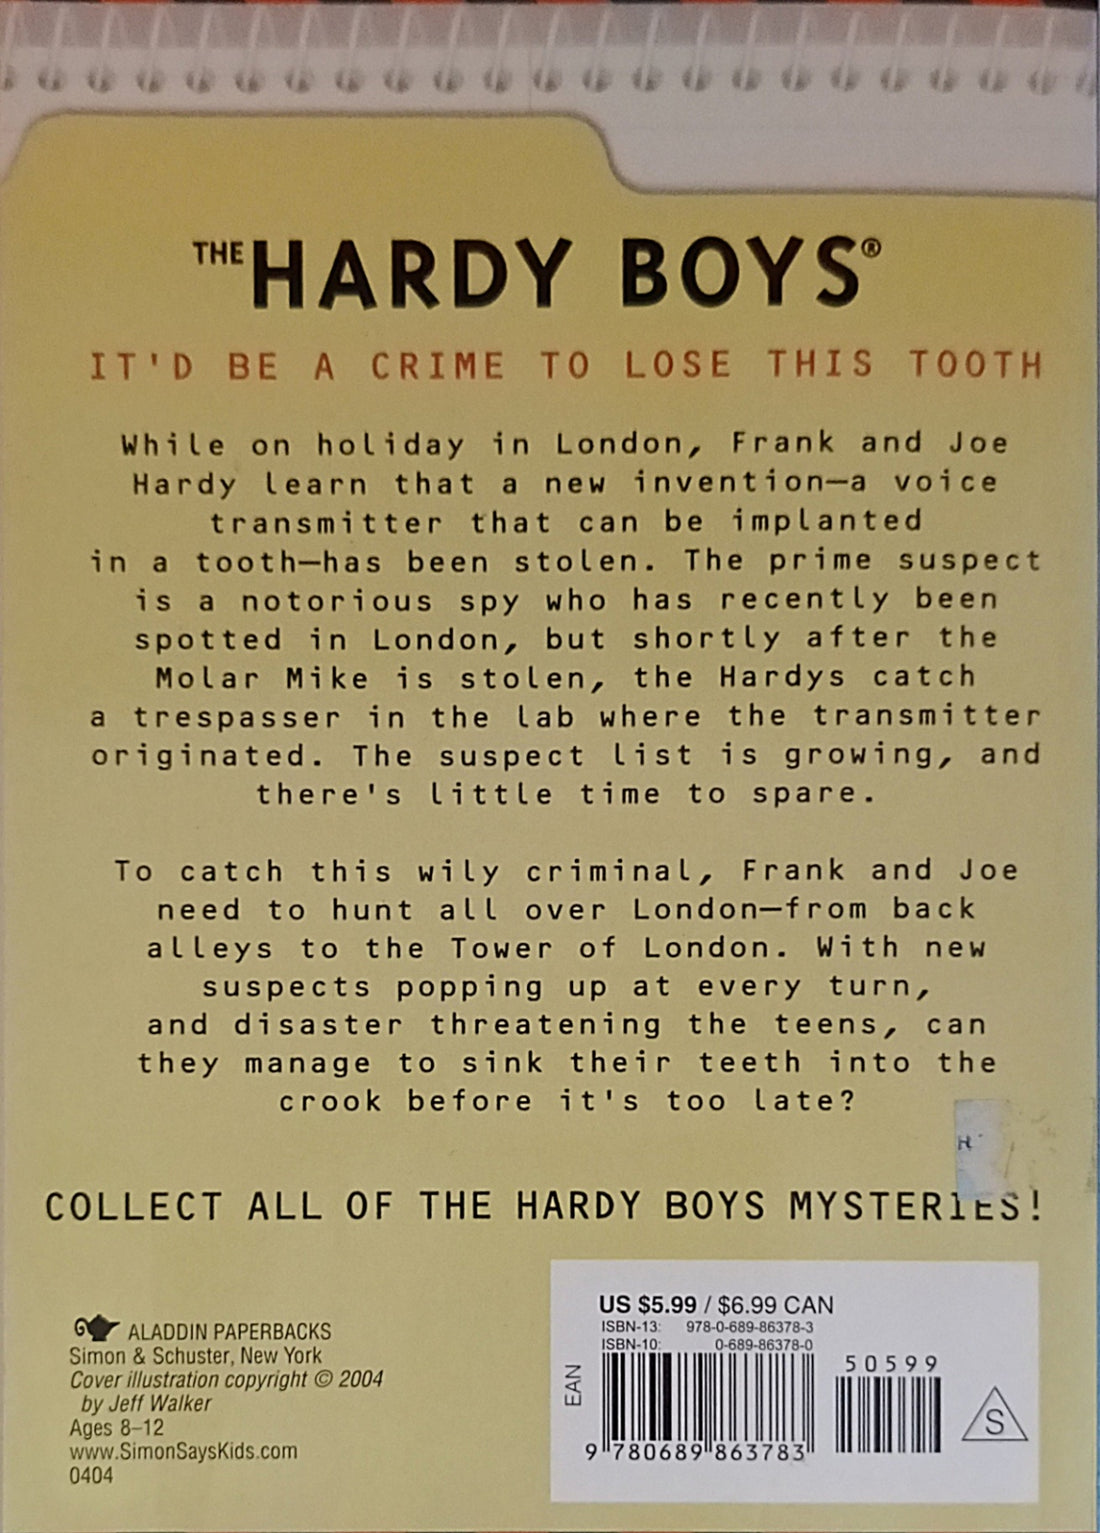 THE HARDY BOYS®
IT'D BE A CRIME TO LOSE THIS TOOTH
While on holiday in London, Frank and Joe
Hardy learn that a new invention—a voice
transmitter that can be implanted
in a tooth—has been stolen. The prime suspect
is a notorious spy who has recently been
spotted in London, but shortly after the
Molar Mike is stolen, the Hardys catch
a trespasser in the lab where the transmitter
originated. The suspect list is growing, and
there's little time to spare.
To catch this wily criminal, Frank and Joe
need to hunt all over London—from back
alleys to the Tower of London. With new
suspects popping up at every turn,
and disaster threatening the teens, can
they manage to sink their teeth into the
crook before it's too late?
H
COLLECT ALL OF THE HARDY BOYS MYSTERIES!
ALADDIN PAPERBACKS
Simon & Schuster, New York
Cover illustration copyright © 2004
by Jeff Walker
Ages 8–12
www.SimonSaysKids.com
0404
US $5.99 / $6.99 CAN
ISBN-13: 978-0-689-86378-3
ISBN-10: 0-689-86378-0
50599
EAN
S
9 780689 863783